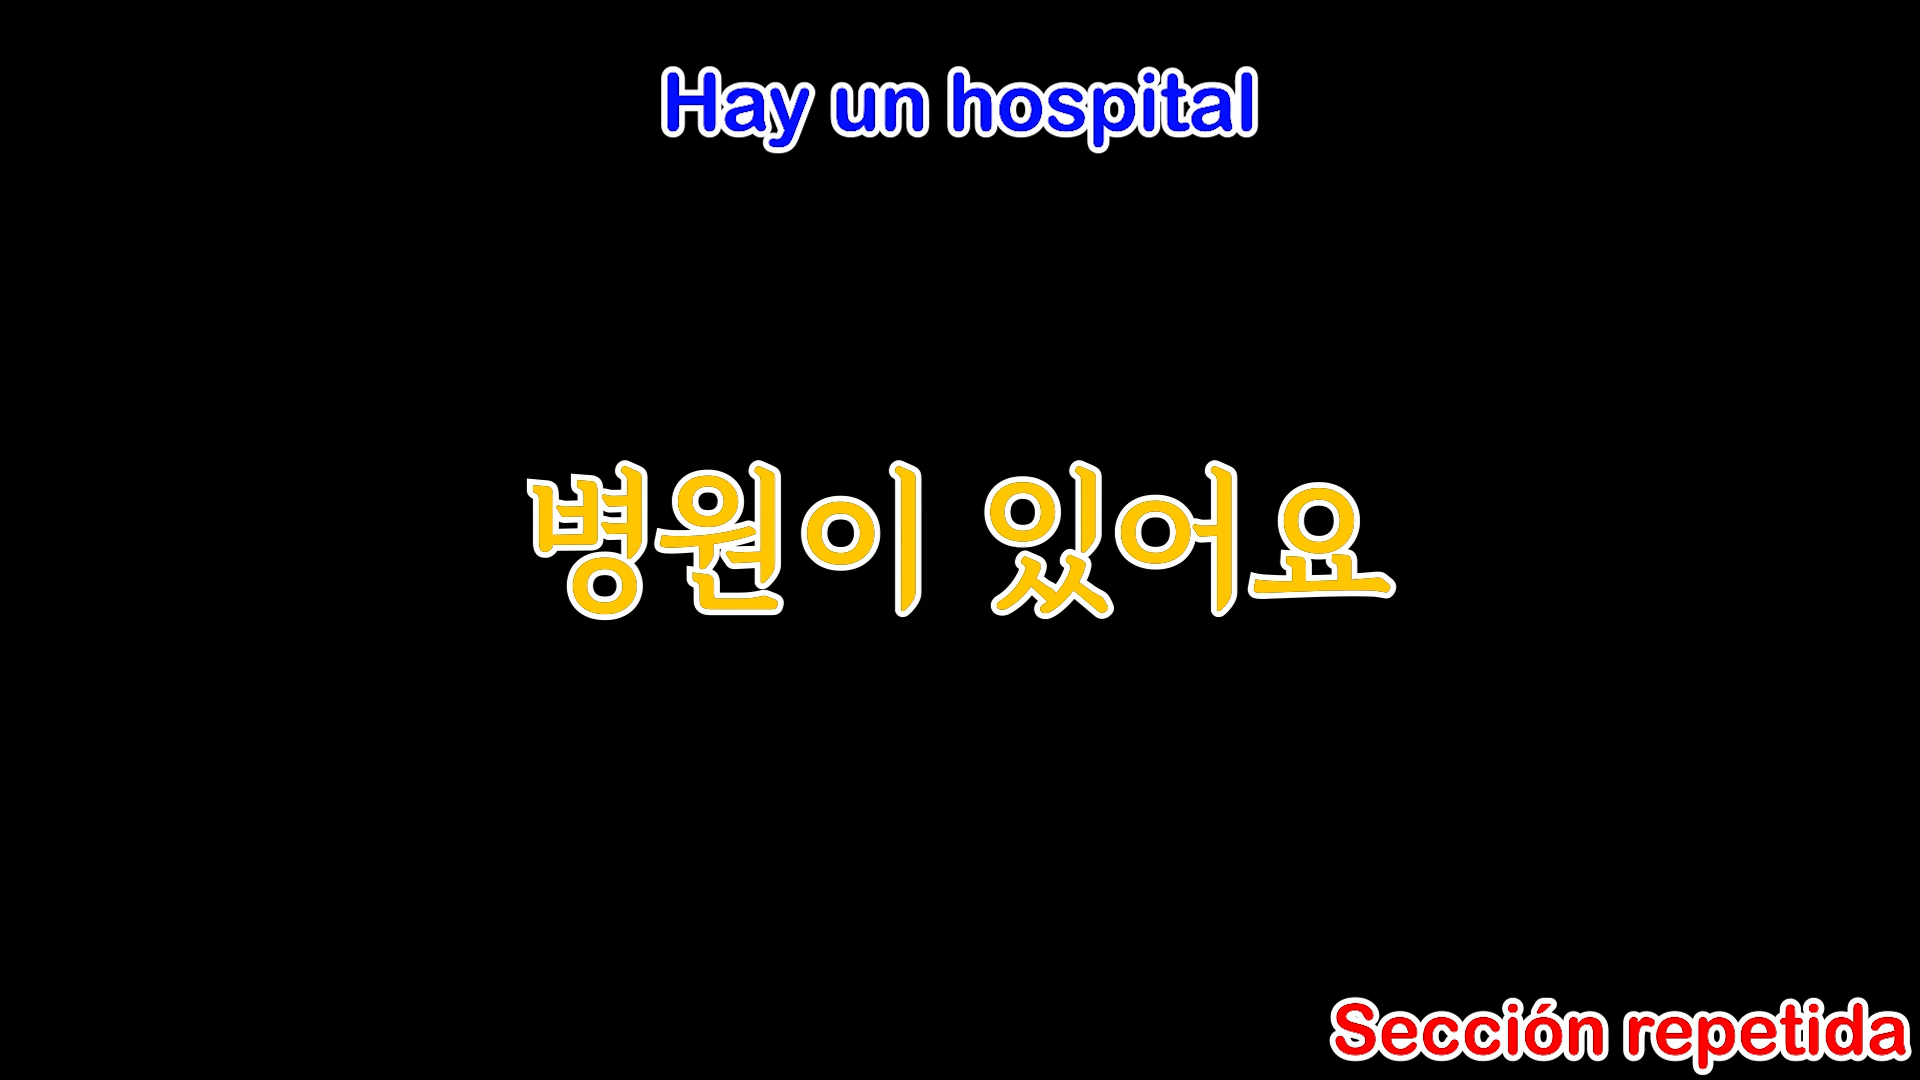 Hay un hospital
병원이 있어요
Sección repetida